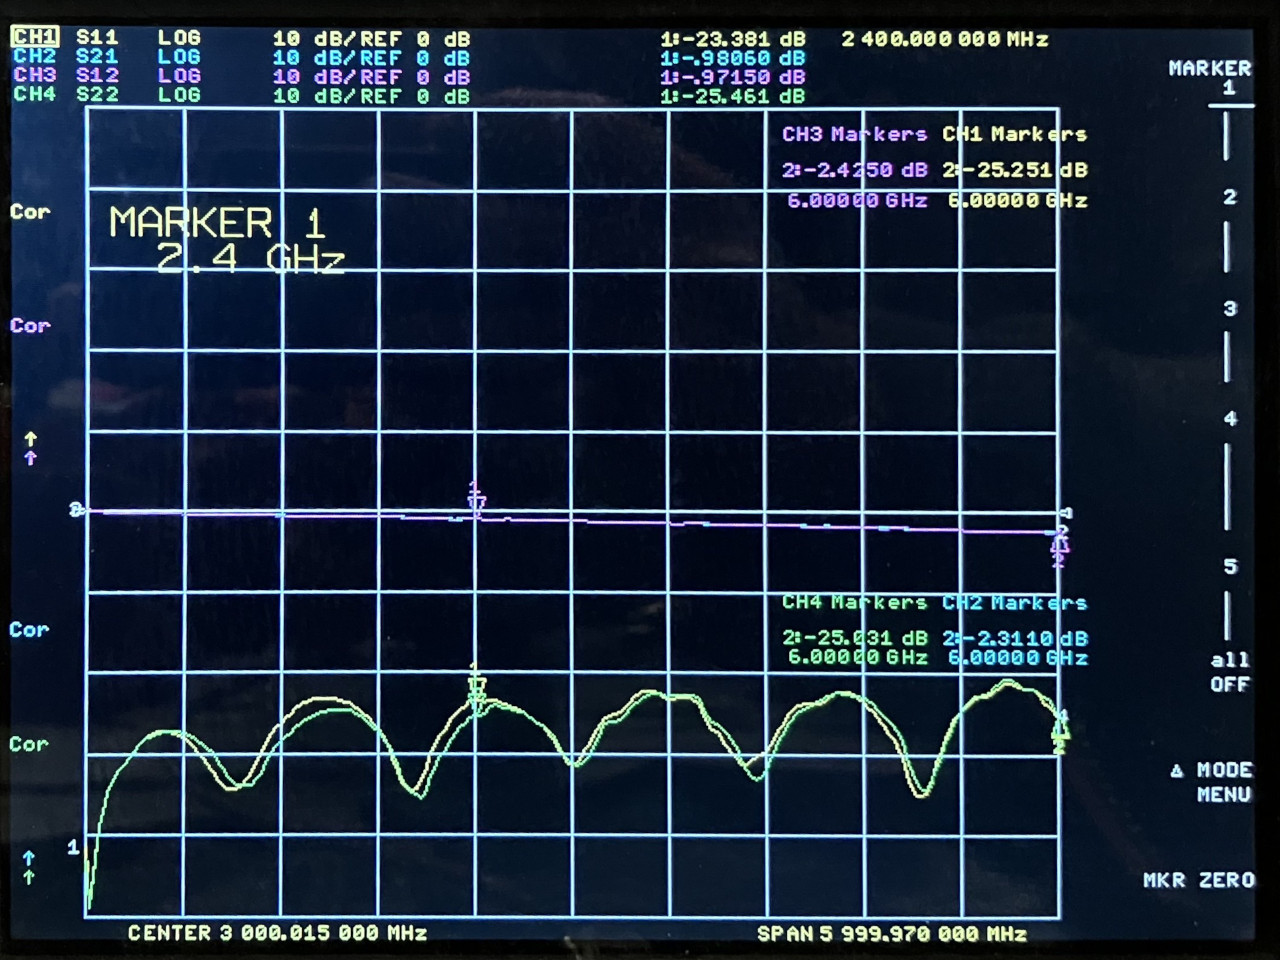 CH1 S11 LOG 10 dB/REF 0 dB 1:-23.381 dB 2 400.000 000 MHz
CH2 S21 LOG 10 dB/REF 0 dB 1:-.98060 dB
CH3 S12 LOG 10 dB/REF 0 dB 1:-.97150 dB
CH4 S22 LOG 10 dB/REF 0 dB 1:-25.461 dB
MARKER
1
CH3 Markers CH1 Markers
2:-2.4250 dB 2:-25.251 dB
6.00000 GHz 6.00000 GHz
2
Cor
MARKER 1
2.4 GHz
3
Cor
4
1
5
CH4 Markers CH2 Markers
Cor
2:-25.031 dB 2:-2.3110 dB
6.00000 GHz 6.00000 GHz
all
OFF
1
Cor
2
Δ MODE
MENU
1
MKR ZERO
CENTER 3 000.015 000 MHz SPAN 5 999.970 000 MHz